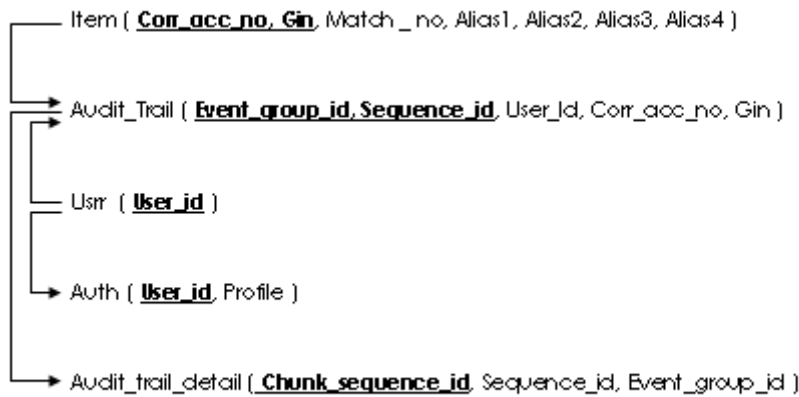 Item ( Corr_acc_no, Gin, Match _ no, Alias1, Alias2, Alias3, Alias4 )
Audit_Trail ( Event_group_id, Sequence_id, User_Id, Corr_acc_no, Gin )
Usrr ( User_id )
Auth ( User_id, Profile )
Audit_trail_detail ( Chunk_sequence_id, Sequence_id, Event_group_id )